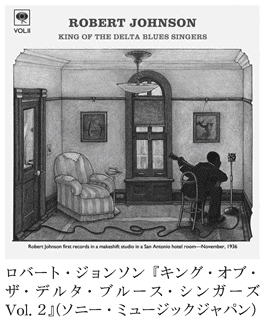 ROBERT JOHNSON
KING OF THE DELTA BLUES SINGERS
VOL.II
Robert Johnson first records in a makeshift studio in a San Antonio hotel room—November, 1936
ロバート・ジョンソン『キング・オブ・
ザ・デルタ・ブルース・シンガーズ
Vol. 2』(ソニー・ミュージックジャパン)